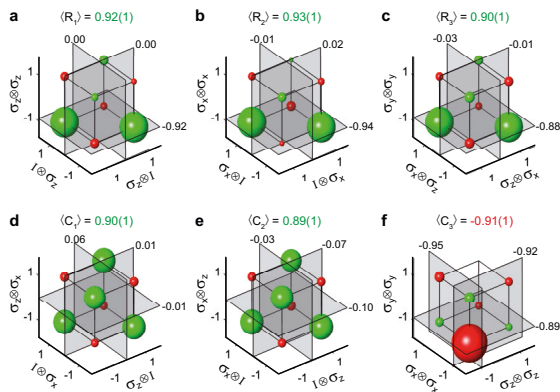 a ⟨R₁⟩ = 0.92(1)
0.00 0.00
σz⊗σz
1
-1
-0.92
1 -1 -1 1
I⊗σz σz⊗I
b ⟨R₂⟩ = 0.93(1)
-0.01 0.02
σx⊗σx
1
-1
-0.94
1 -1 -1 1
σx⊗I I⊗σx
c ⟨R₃⟩ = 0.90(1)
-0.03 -0.01
σy⊗σy
1
-1
-0.88
1 -1 -1 1
σx⊗σz σz⊗σx
d ⟨C₁⟩ = 0.90(1)
0.06 0.01
σz⊗σx
1
-1
-0.01
1 -1 -1 1
I⊗σx σz⊗I
e ⟨C₂⟩ = 0.89(1)
-0.03 -0.07
σx⊗σz
1
-1
-0.10
1 -1 -1 1
σx⊗I I⊗σz
f ⟨C₃⟩ = -0.91(1)
-0.95 -0.92
σy⊗σy
1
-1
-0.89
1 -1 -1 1
σx⊗σx σz⊗σz